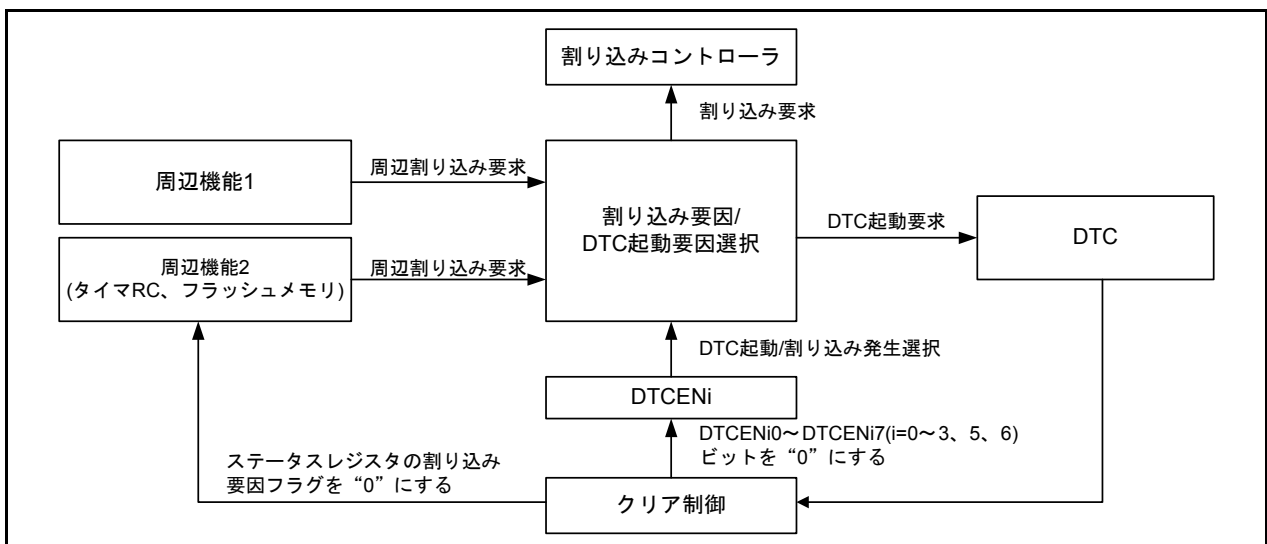 割り込みコントローラ
割り込み要求
周辺機能1
周辺割り込み要求
割り込み要因/
DTC起動要因選択
DTC起動要求
DTC
周辺機能2
(タイマRC、フラッシュメモリ)
周辺割り込み要求
DTC起動/割り込み発生選択
DTCENi
DTCENi0～DTCENi7(i=0～3、5、6)
ビットを“0”にする
ステータスレジスタの割り込み
要因フラグを“0”にする
クリア制御